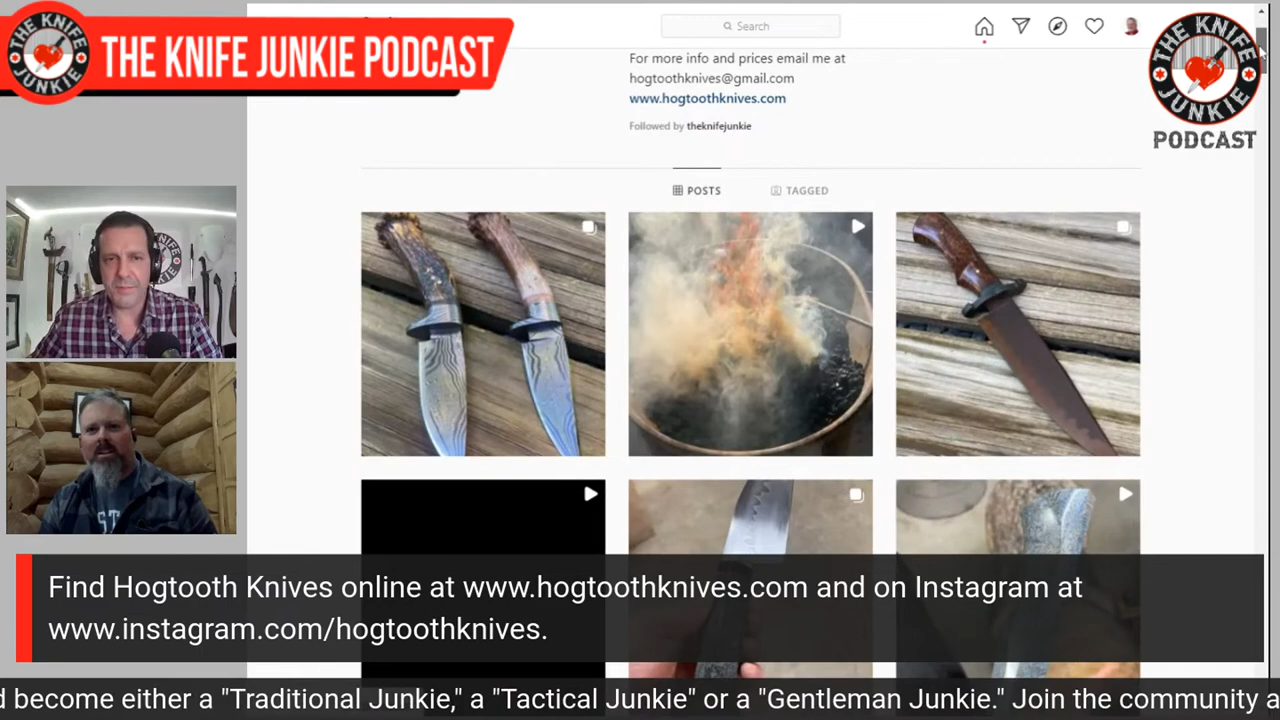 THE KNIFE JUNKIE
THE KNIFE JUNKIE PODCAST
Search
THE KNIFE JUNKIE
PODCAST
For more info and prices email me at
hogtoothknives@gmail.com
www.hogtoothknives.com
Followed by theknifejunkie
POSTS
TAGGED
Find Hogtooth Knives online at www.hogtoothknives.com and on Instagram at
www.instagram.com/hogtoothknives.
d become either a "Traditional Junkie," a "Tactical Junkie" or a "Gentleman Junkie." Join the community a